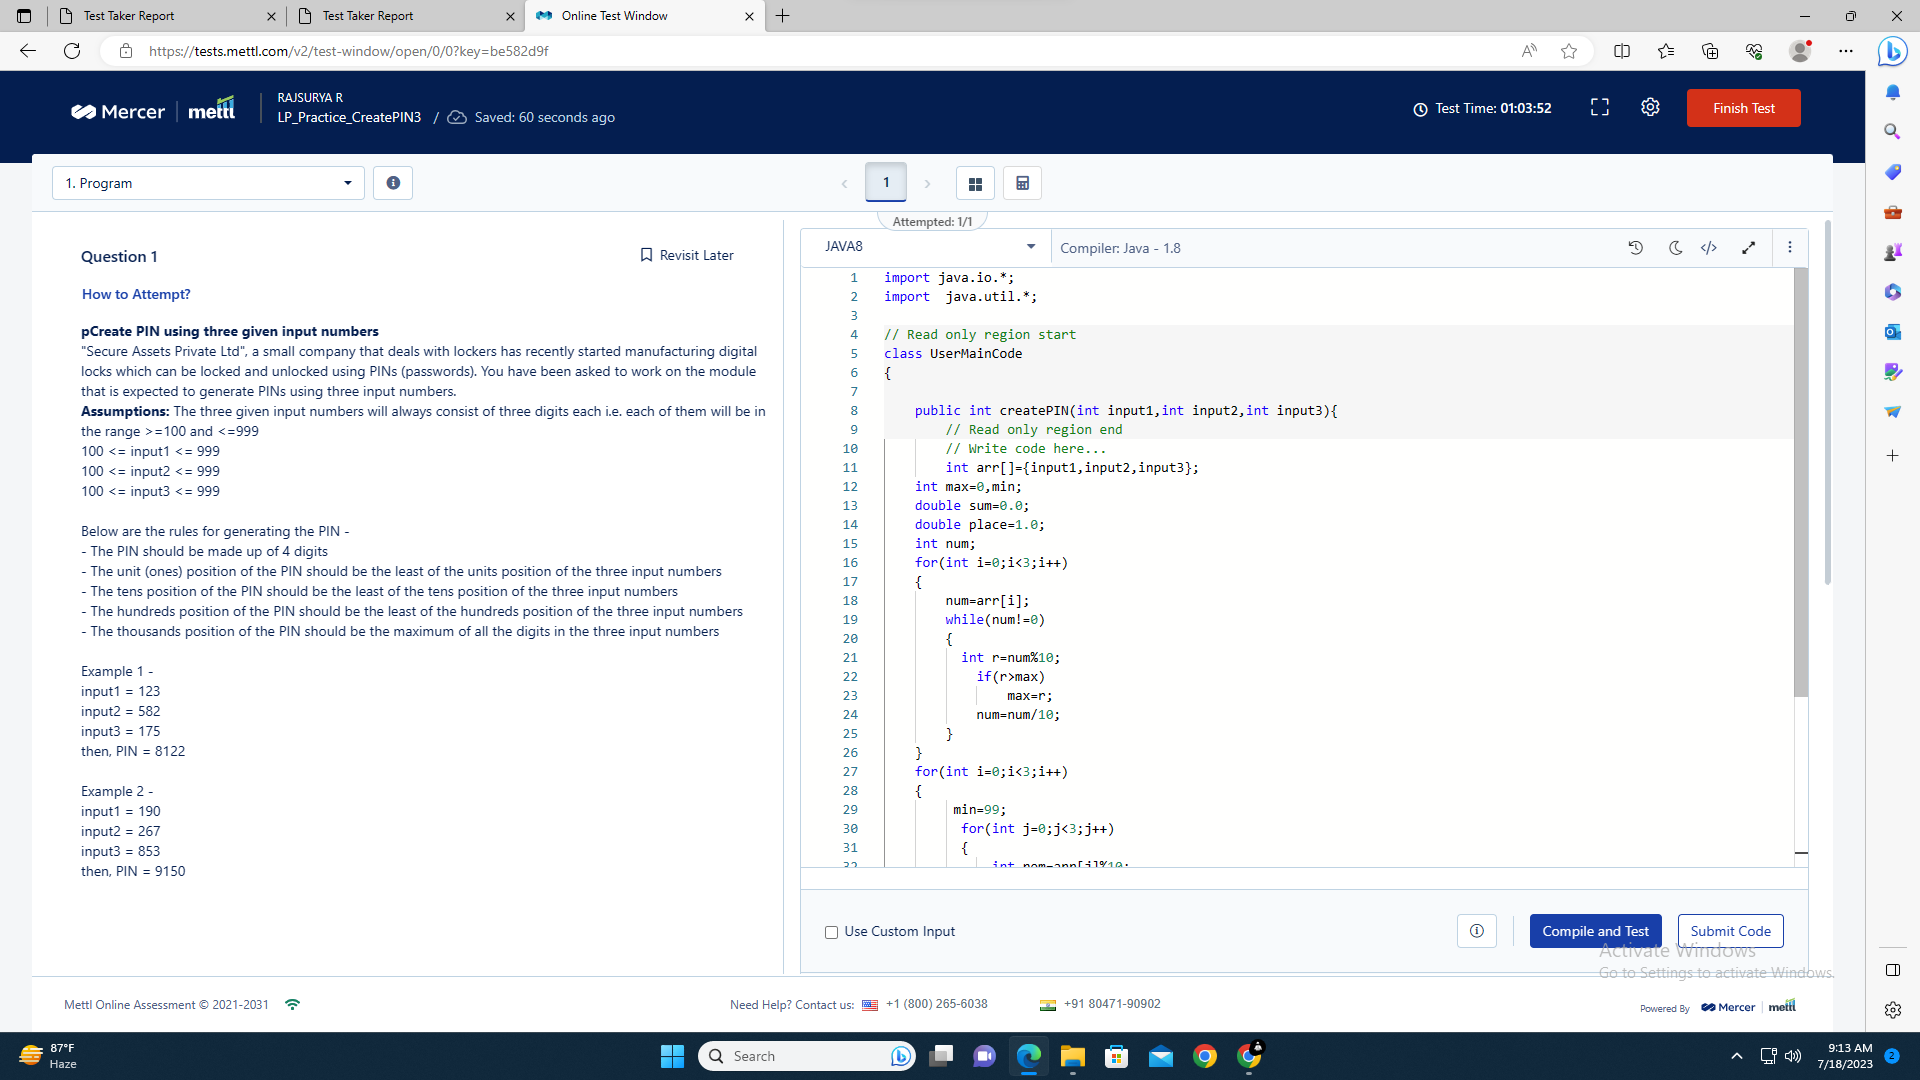 Test Taker Report
Test Taker Report
Online Test Window
https://tests.mettl.com/v2/test-window/open/0/0?key=be582d9f
Mercer | mettl
RAJSURYA R
LP_Practice_CreatePIN3 / Saved: 60 seconds ago
Test Time: 01:03:52
Finish Test
1. Program
1
Attempted: 1/1
Question 1
Revisit Later
How to Attempt?
pCreate PIN using three given input numbers
"Secure Assets Private Ltd", a small company that deals with lockers has recently started manufacturing digital
locks which can be locked and unlocked using PINs (passwords). You have been asked to work on the module
that is expected to generate PINs using three input numbers.
Assumptions: The three given input numbers will always consist of three digits each i.e. each of them will be in
the range >=100 and <=999
100 <= input1 <= 999
100 <= input2 <= 999
100 <= input3 <= 999
Below are the rules for generating the PIN -
- The PIN should be made up of 4 digits
- The unit (ones) position of the PIN should be the least of the units position of the three input numbers
- The tens position of the PIN should be the least of the tens position of the three input numbers
- The hundreds position of the PIN should be the least of the hundreds position of the three input numbers
- The thousands position of the PIN should be the maximum of all the digits in the three input numbers
Example 1 -
input1 = 123
input2 = 582
input3 = 175
then, PIN = 8122
Example 2 -
input1 = 190
input2 = 267
input3 = 853
then, PIN = 9150
JAVA8
Compiler: Java - 1.8
1 import java.io.*;
2 import  java.util.*;
3
4 // Read only region start
5 class UserMainCode
6 {
7
8 public int createPIN(int input1,int input2,int input3){
9 // Read only region end
10 // Write code here...
11 int arr[]={input1,input2,input3};
12 int max=0,min;
13 double sum=0.0;
14 double place=1.0;
15 int num;
16 for(int i=0;i<3;i++)
17 {
18 num=arr[i];
19 while(num!=0)
20 {
21 int r=num%10;
22 if(r>max)
23 max=r;
24 num=num/10;
25 }
26 }
27 for(int i=0;i<3;i++)
28 {
29 min=99;
30 for(int j=0;j<3;j++)
31 {
32
Use Custom Input
Compile and Test
Submit Code
Activate Windows
Go to Settings to activate Windows.
Mettl Online Assessment © 2021-2031
Need Help? Contact us: +1 (800) 265-6038
+91 80471-90902
Powered By Mercer | mettl
87°F
Haze
Search
9:13 AM
7/18/2023
2